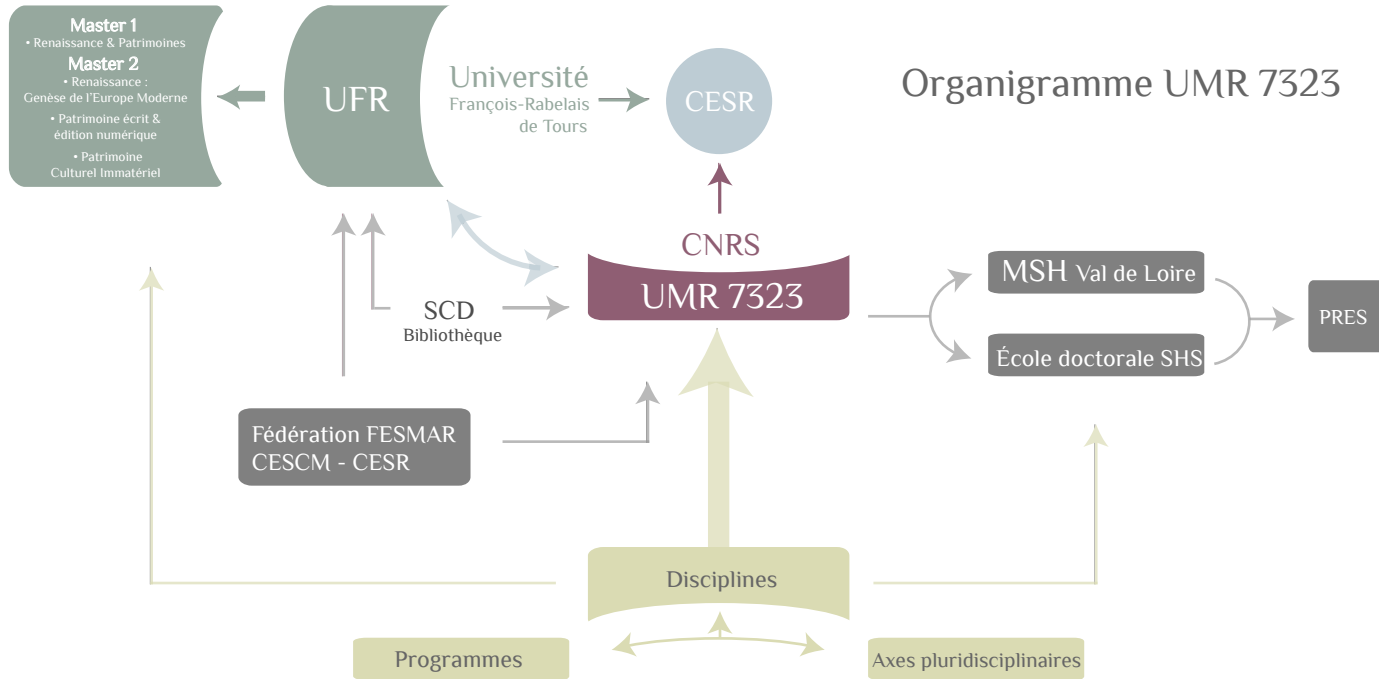 Master 1
• Renaissance & Patrimoines
Master 2
• Renaissance :
Genèse de l'Europe Moderne
• Patrimoine écrit &
édition numérique
• Patrimoine
Culturel Immatériel
UFR
Université
François-Rabelais
de Tours
CESR
Organigramme UMR 7323
CNRS
UMR 7323
SCD
Bibliothèque
MSH Val de Loire
École doctorale SHS
PRES
Fédération FESMAR
CESCM - CESR
Disciplines
Programmes
Axes pluridisciplinaires